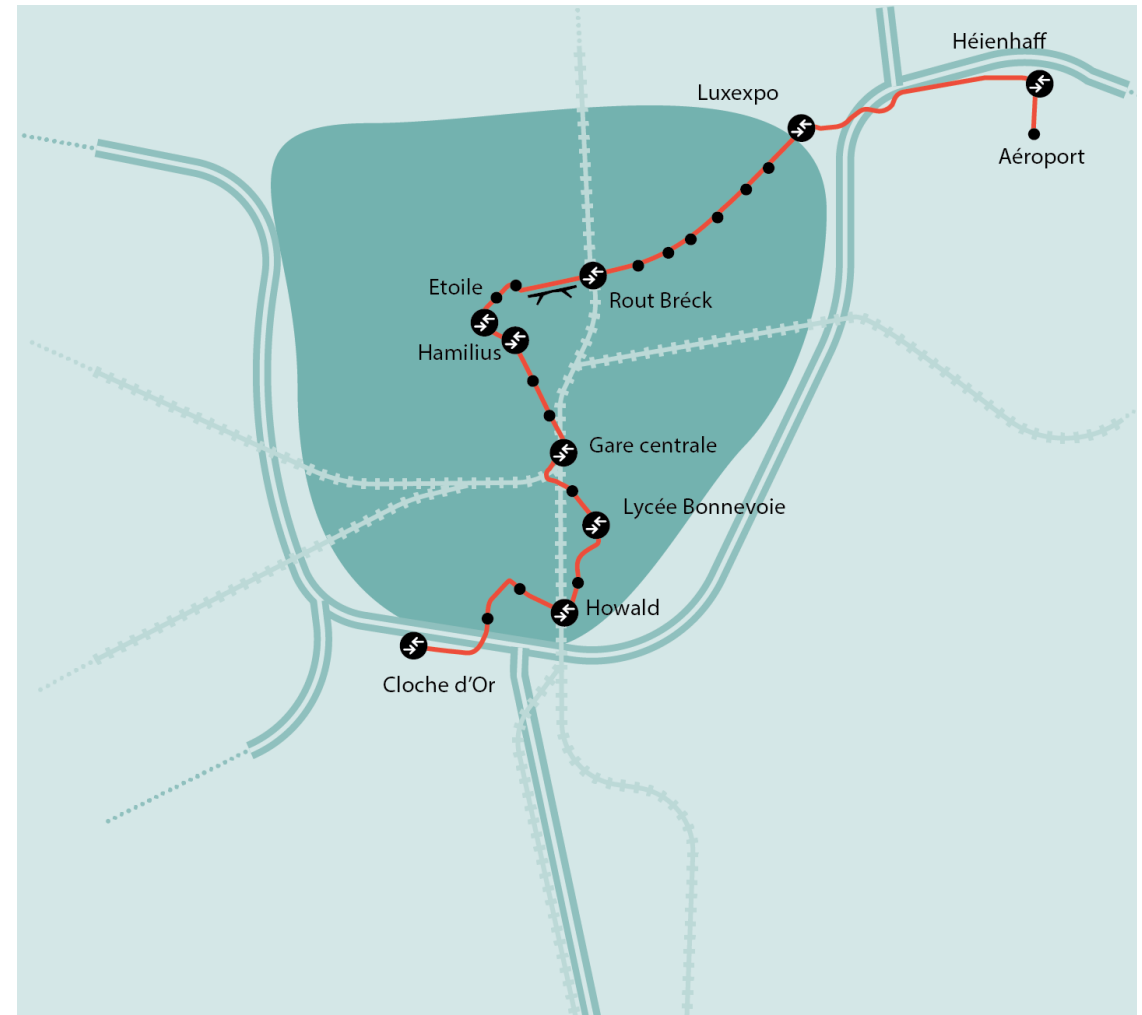 Héienhaff
Luxexpo
Aéroport
Etoile
Rout Bréck
Hamilius
Gare centrale
Lycée Bonnevoie
Howald
Cloche d’Or